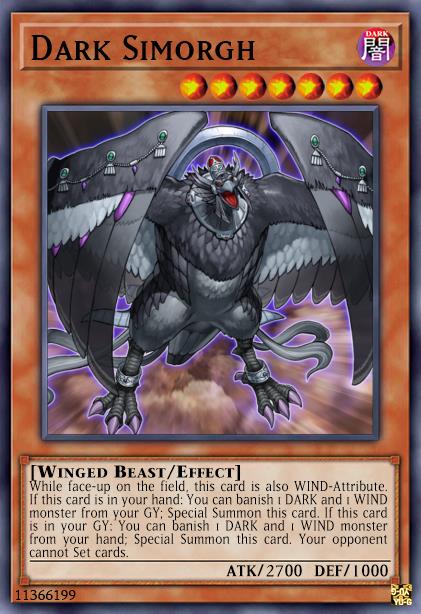 Dark Simorgh
DARK
闇
[Winged Beast/Effect]
While face-up on the field, this card is also WIND-Attribute.
If this card is in your hand: You can banish 1 DARK and 1 WIND
monster from your GY; Special Summon this card. If this card
is in your GY: You can banish 1 DARK and 1 WIND monster
from your hand; Special Summon this card. Your opponent
cannot Set cards.
ATK/2700 DEF/1000
11366199